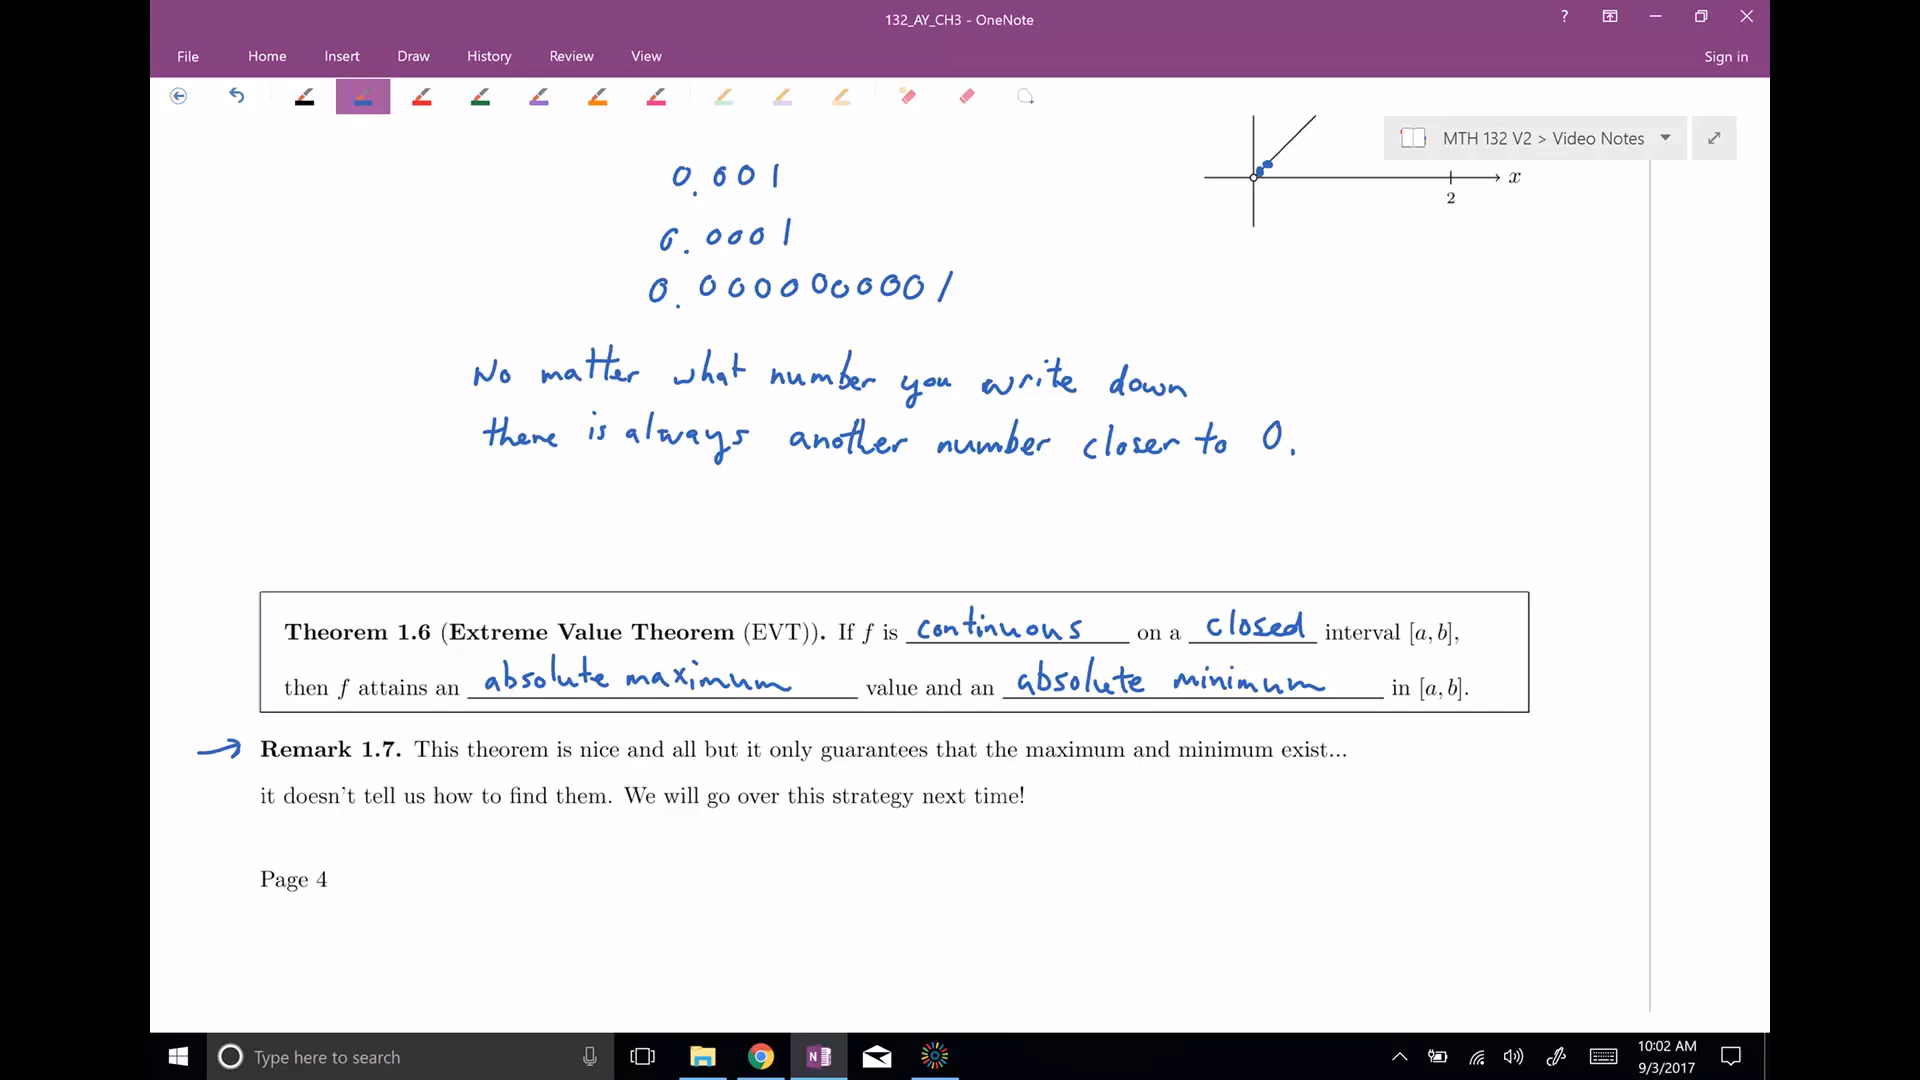 132_AY_CH3 - OneNote
?
File Home Insert Draw History Review View Sign in
MTH 132 V2 > Video Notes
0.001
x
2
0.0001
0.0000000001
No matter what number you write down
there is always another number closer to 0.
Theorem 1.6 (Extreme Value Theorem (EVT)). If f is continuous on a closed interval [a, b],
then f attains an absolute maximum value and an absolute minimum in [a, b].
Remark 1.7. This theorem is nice and all but it only guarantees that the maximum and minimum exist...
it doesn't tell us how to find them. We will go over this strategy next time!
Page 4
Type here to search
N
10:02 AM
9/3/2017